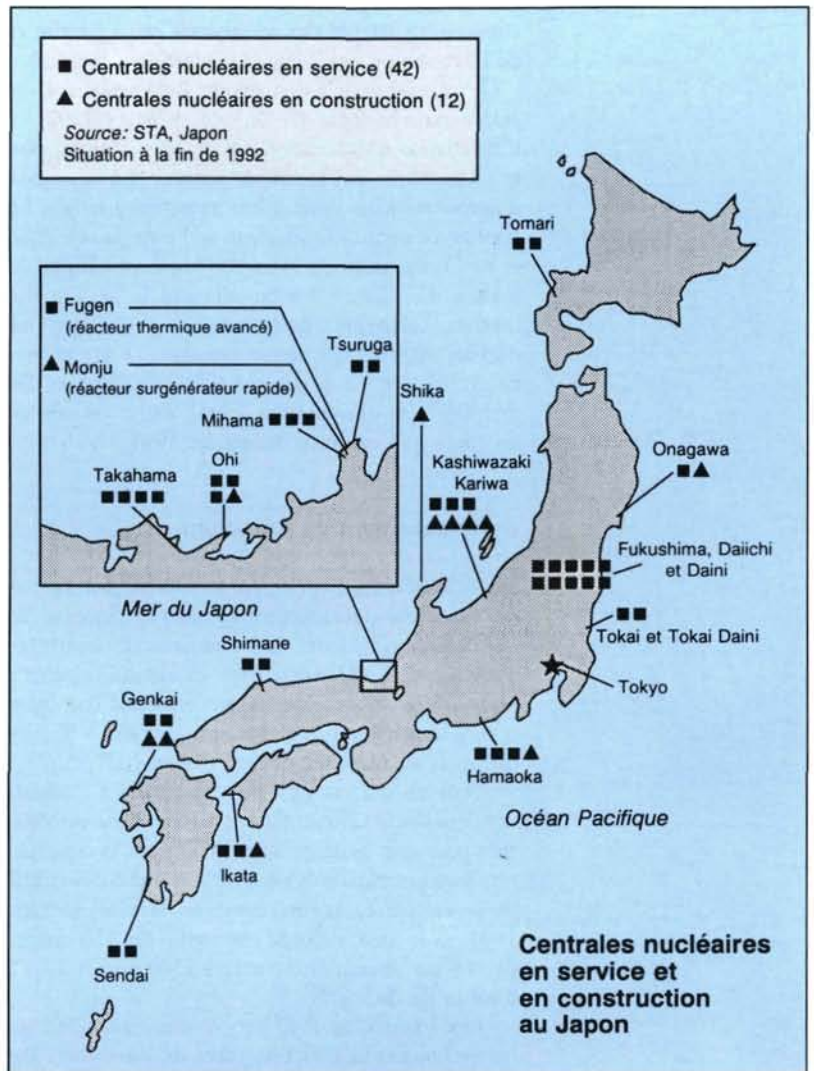 ■ Centrales nucléaires en service (42)
▲ Centrales nucléaires en construction (12)
Source: STA, Japon
Situation à la fin de 1992
Tomari
Fugen
(réacteur thermique avancé)
Monju
(réacteur surgénérateur rapide)
Tsuruga
Mihama
Ohi
Takahama
Shika
Kashiwazaki
Kariwa
Onagawa
Fukushima, Daiichi
et Daini
Tokai et Tokai Daini
Tokyo
Mer du Japon
Shimane
Genkai
Hamaoka
Océan Pacifique
Ikata
Sendai
Centrales nucléaires
en service et
en construction
au Japon